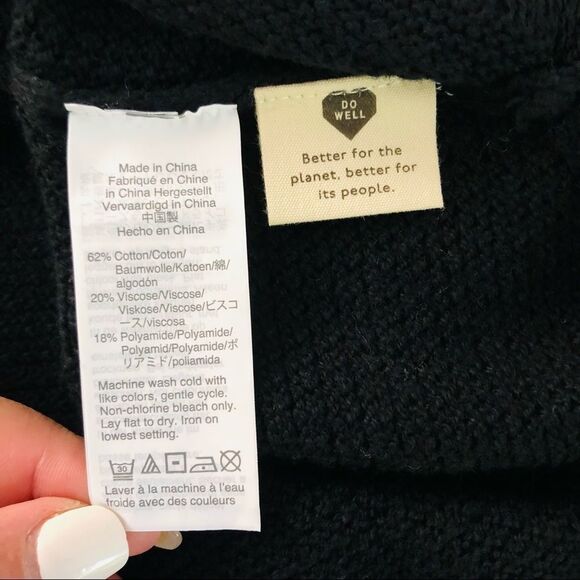 Made in China
Fabriqué en Chine
in China Hergestellt
Vervaardigd in China
中国製
Hecho en China
62% Cotton/Coton/
Baumwolle/Katoen/綿/
algodón
20% Viscose/Viscose/
Viskose/Viscose/ビスコ
ース/viscosa
18% Polyamide/Polyamide/
Polyamid/Polyamide/ポ
リアミド/poliamida
Machine wash cold with
like colors, gentle cycle.
Non-chlorine bleach only.
Lay flat to dry. Iron on
lowest setting.
30
Laver à la machine à l'eau
froide avec des couleurs
DO
WELL
Better for the
planet, better for
its people.